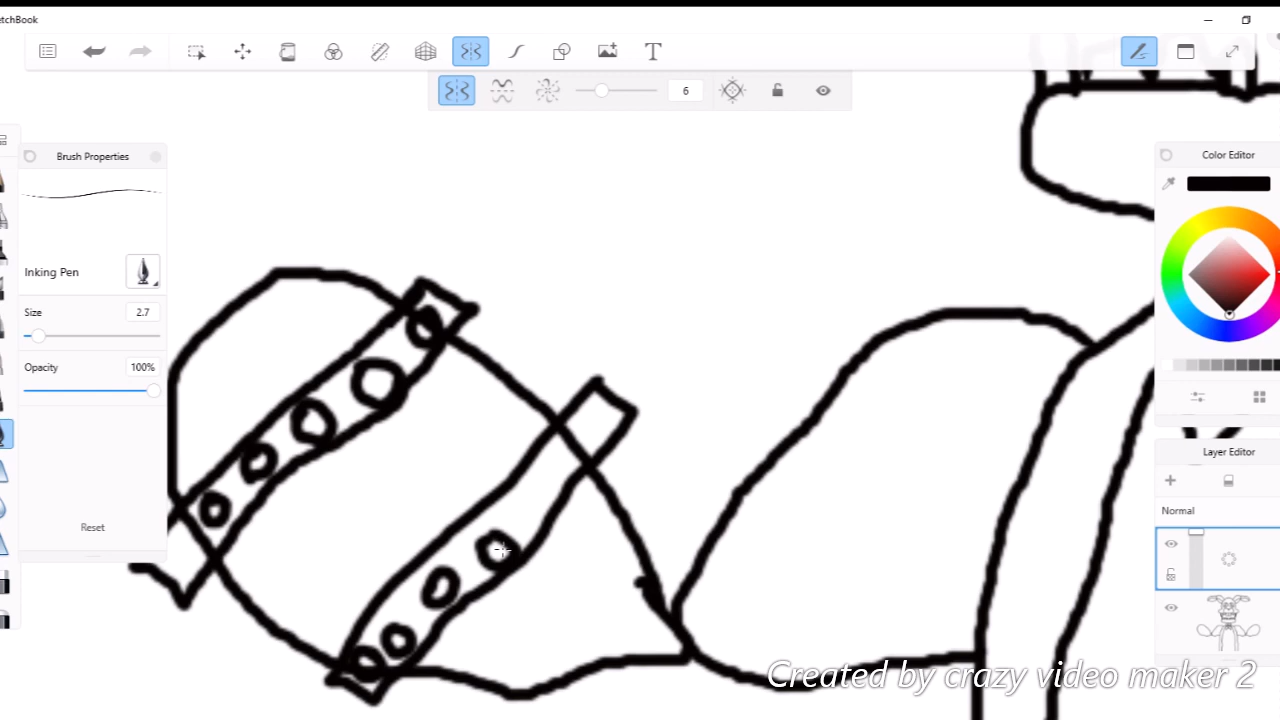 etchBook
6
Brush Properties
Color Editor
Inking Pen
Size
2.7
Opacity
100%
Layer Editor
Normal
Reset
Created by crazy video maker 2